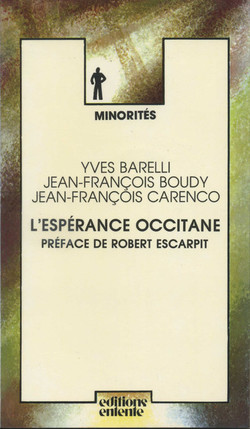 MINORITÉS
YVES BARELLI
JEAN-FRANÇOIS BOUDY
JEAN-FRANÇOIS CARENCO
L'ESPÉRANCE OCCITANE
PRÉFACE DE ROBERT ESCARPIT
editions
entente